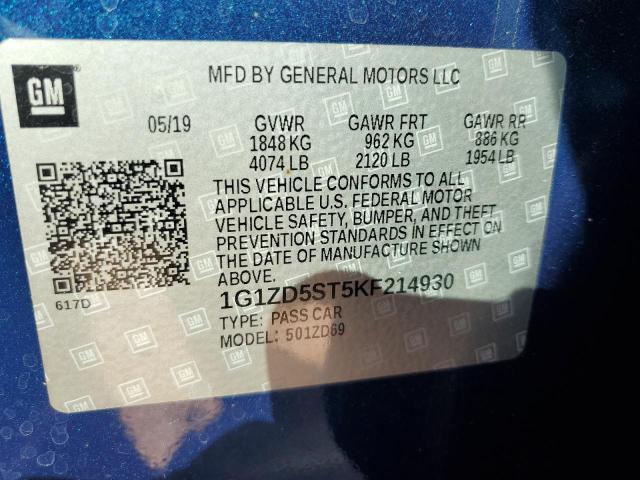 GM
MFD BY GENERAL MOTORS LLC
05/19 GVWR GAWR FRT GAWR RR
1848 KG 962 KG 886 KG
4074 LB 2120 LB 1954 LB
THIS VEHICLE CONFORMS TO ALL
APPLICABLE U.S. FEDERAL MOTOR
VEHICLE SAFETY, BUMPER, AND THEFT
PREVENTION STANDARDS IN EFFECT ON
THE DATE OF MANUFACTURE SHOWN
ABOVE.
617D
1G1ZD5ST5KF214930
TYPE: PASS CAR
MODEL: 501ZD69